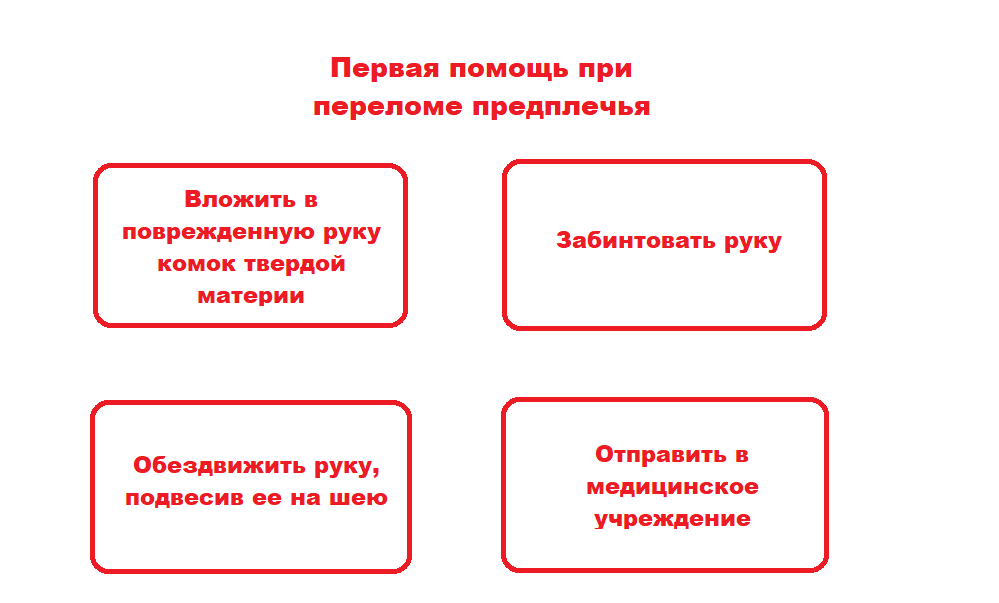 Первая помощь при
переломе предплечья
Вложить в
поврежденную руку
комок твердой
материи
Забинтовать руку
Обездвижить руку,
подвесив ее на шею
Отправить в
медицинское
учреждение